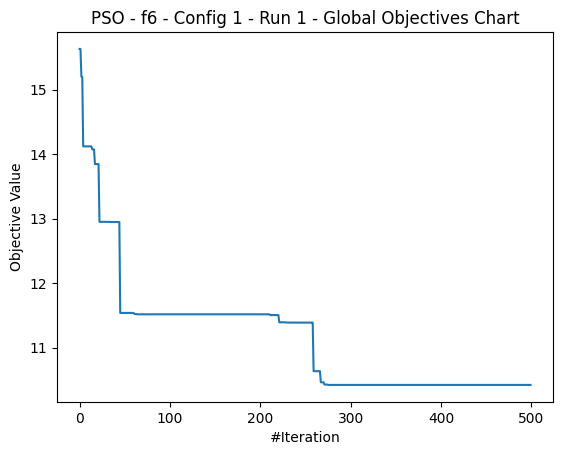 PSO - f6 - Config 1 - Run 1 - Global Objectives Chart
15
14
13
12
11
Objective Value
0 100 200 300 400 500
#Iteration